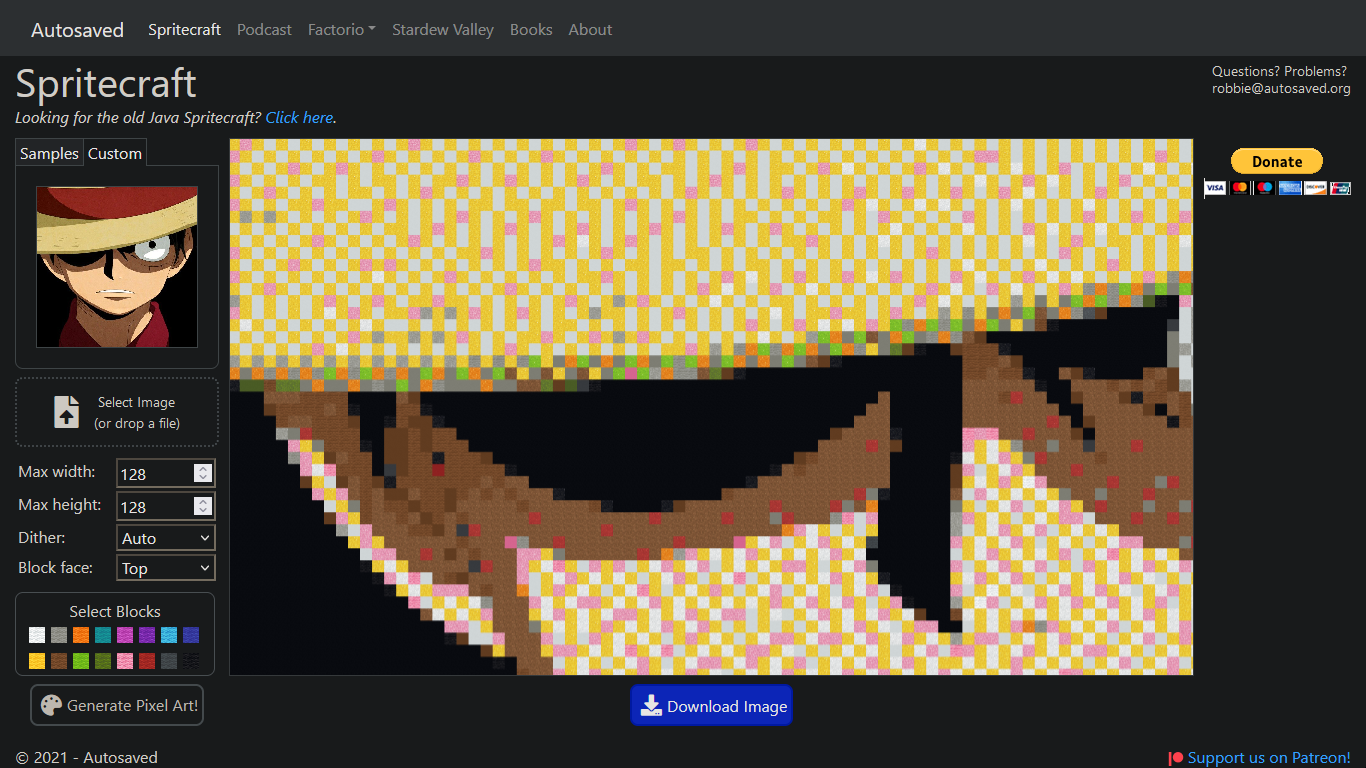 Autosaved Spritecraft Podcast Factorio Stardew Valley Books About
Spritecraft
Questions? Problems?
robbie@autosaved.org
Looking for the old Java Spritecraft? Click here.
Samples Custom
Donate
VISA
DISCOVER
Select Image
(or drop a file)
Max width: 128
Max height: 128
Dither: Auto
Block face: Top
Select Blocks
Generate Pixel Art!
Download Image
© 2021 - Autosaved
Support us on Patreon!